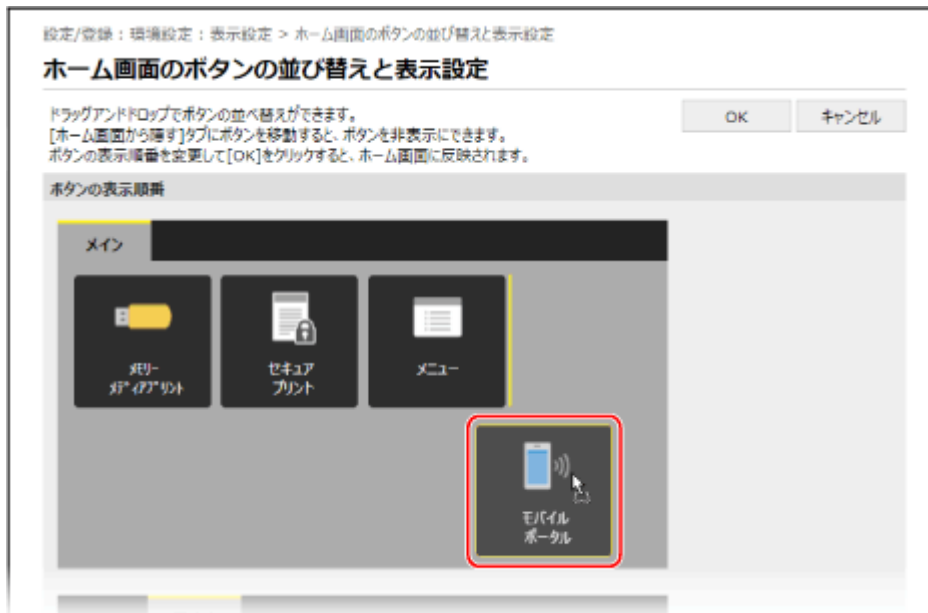 設定/登録：環境設定：表示設定 > ホーム画面のボタンの並び替えと表示設定
ホーム画面のボタンの並び替えと表示設定
ドラッグアンドドロップでボタンの並べ替えができます。
[ホーム画面から隠す]タブにボタンを移動すると、ボタンを非表示にできます。
ボタンの表示順番を変更して[OK]をクリックすると、ホーム画面に反映されます。
OK
キャンセル
ボタンの表示順番
メイン
メモリー
メディアプリント
セキュア
プリント
メニュー
モバイル
ポータル